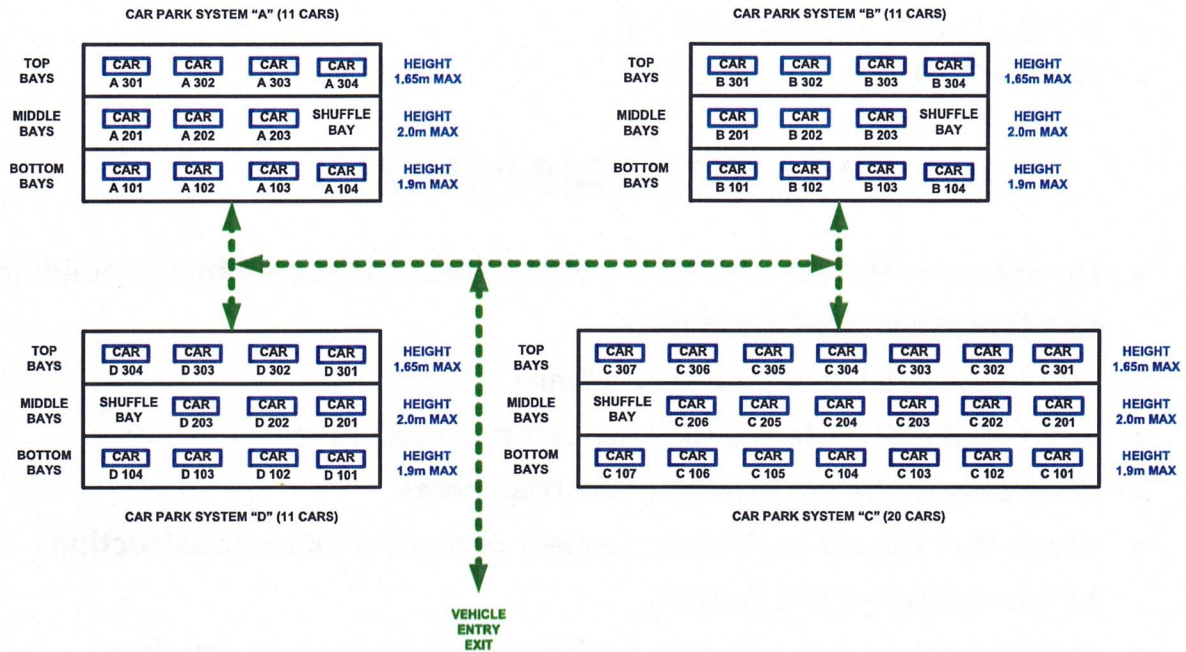 CAR PARK SYSTEM "A" (11 CARS)
TOP BAYS
CAR CAR CAR CAR
A 301 A 302 A 303 A 304
HEIGHT
1.65m MAX
MIDDLE BAYS
CAR CAR CAR SHUFFLE BAY
A 201 A 202 A 203
HEIGHT
2.0m MAX
BOTTOM BAYS
CAR CAR CAR CAR
A 101 A 102 A 103 A 104
HEIGHT
1.9m MAX
CAR PARK SYSTEM "B" (11 CARS)
TOP BAYS
CAR CAR CAR CAR
B 301 B 302 B 303 B 304
HEIGHT
1.65m MAX
MIDDLE BAYS
CAR CAR CAR SHUFFLE BAY
B 201 B 202 B 203
HEIGHT
2.0m MAX
BOTTOM BAYS
CAR CAR CAR CAR
B 101 B 102 B 103 B 104
HEIGHT
1.9m MAX
TOP BAYS
CAR CAR CAR CAR
D 304 D 303 D 302 D 301
HEIGHT
1.65m MAX
MIDDLE BAYS
SHUFFLE BAY CAR CAR CAR
D 203 D 202 D 201
HEIGHT
2.0m MAX
BOTTOM BAYS
CAR CAR CAR CAR
D 104 D 103 D 102 D 101
HEIGHT
1.9m MAX
CAR PARK SYSTEM "D" (11 CARS)
TOP BAYS
CAR CAR CAR CAR CAR CAR CAR
C 307 C 306 C 305 C 304 C 303 C 302 C 301
HEIGHT
1.65m MAX
MIDDLE BAYS
SHUFFLE BAY CAR CAR CAR CAR CAR CAR
C 206 C 205 C 204 C 203 C 202 C 201
HEIGHT
2.0m MAX
BOTTOM BAYS
CAR CAR CAR CAR CAR CAR CAR
C 107 C 106 C 105 C 104 C 103 C 102 C 101
HEIGHT
1.9m MAX
CAR PARK SYSTEM "C" (20 CARS)
VEHICLE
ENTRY
EXIT